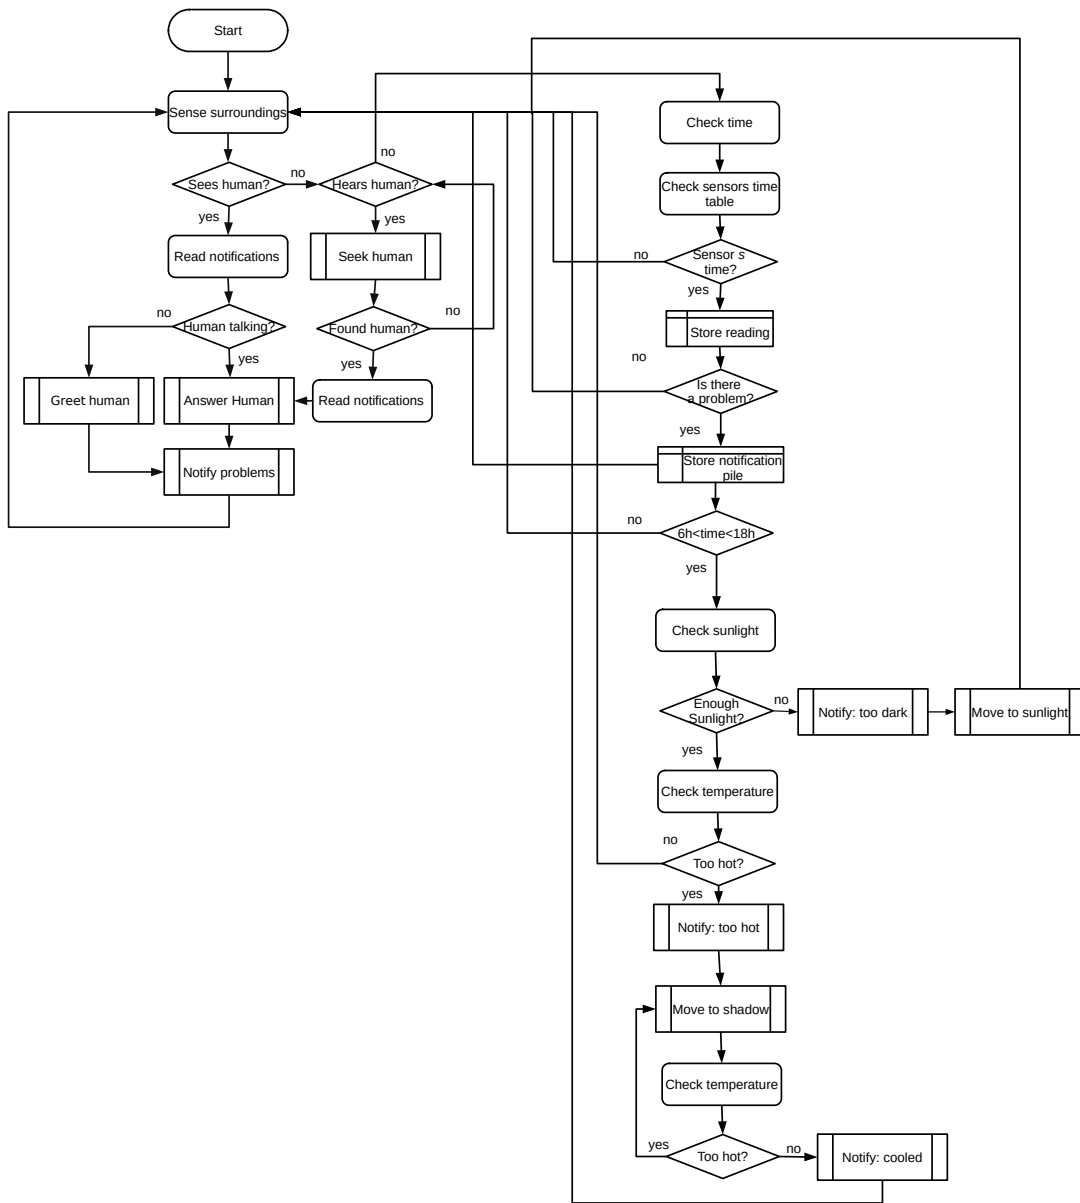 Start
Sense surroundings
Sees human?
no
yes
Read notifications
Human talking?
no
yes
Greet human
Answer Human
Notify problems
Hears human?
no
yes
Seek human
Found human?
no
yes
Read notifications
Check time
Check sensors time
table
Sensor s
time?
no
yes
Store reading
Is there
a problem?
no
yes
Store notification
pile
6h<time<18h
no
yes
Check sunlight
Enough
Sunlight?
no
Notify: too dark
Move to sunlight
yes
Check temperature
Too hot?
no
yes
Notify: too hot
Move to shadow
Check temperature
Too hot?
yes
no
Notify: cooled